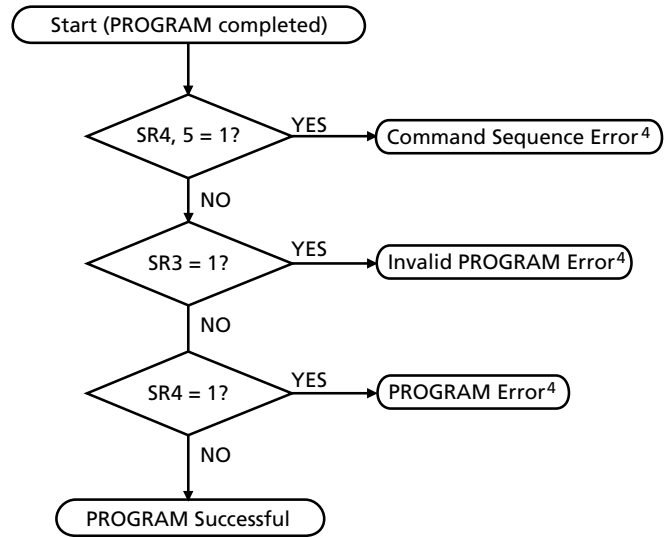 Start (PROGRAM completed)
SR4, 5 = 1?
YES
Command Sequence Error4
NO
SR3 = 1?
YES
Invalid PROGRAM Error4
NO
SR4 = 1?
YES
PROGRAM Error4
NO
PROGRAM Successful